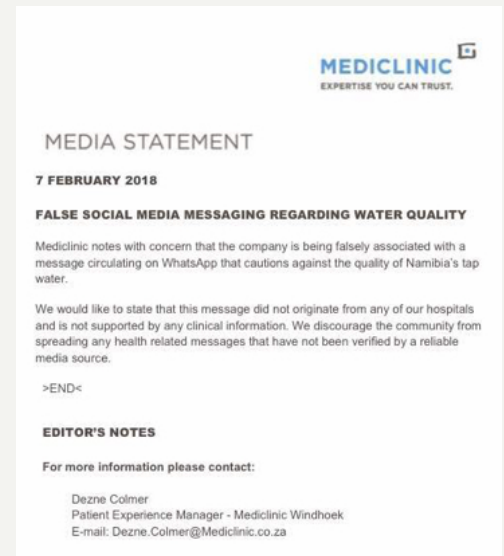 MEDICLINIC
EXPERTISE YOU CAN TRUST.
MEDIA STATEMENT
7 FEBRUARY 2018
FALSE SOCIAL MEDIA MESSAGING REGARDING WATER QUALITY
Mediclinic notes with concern that the company is being falsely associated with a
message circulating on WhatsApp that cautions against the quality of Namibia's tap
water.
We would like to state that this message did not originate from any of our hospitals
and is not supported by any clinical information. We discourage the community from
spreading any health related messages that have not been verified by a reliable
media source.
>END<
EDITOR'S NOTES
For more information please contact:
Dezne Colmer
Patient Experience Manager - Mediclinic Windhoek
E-mail: Dezne.Colmer@Mediclinic.co.za